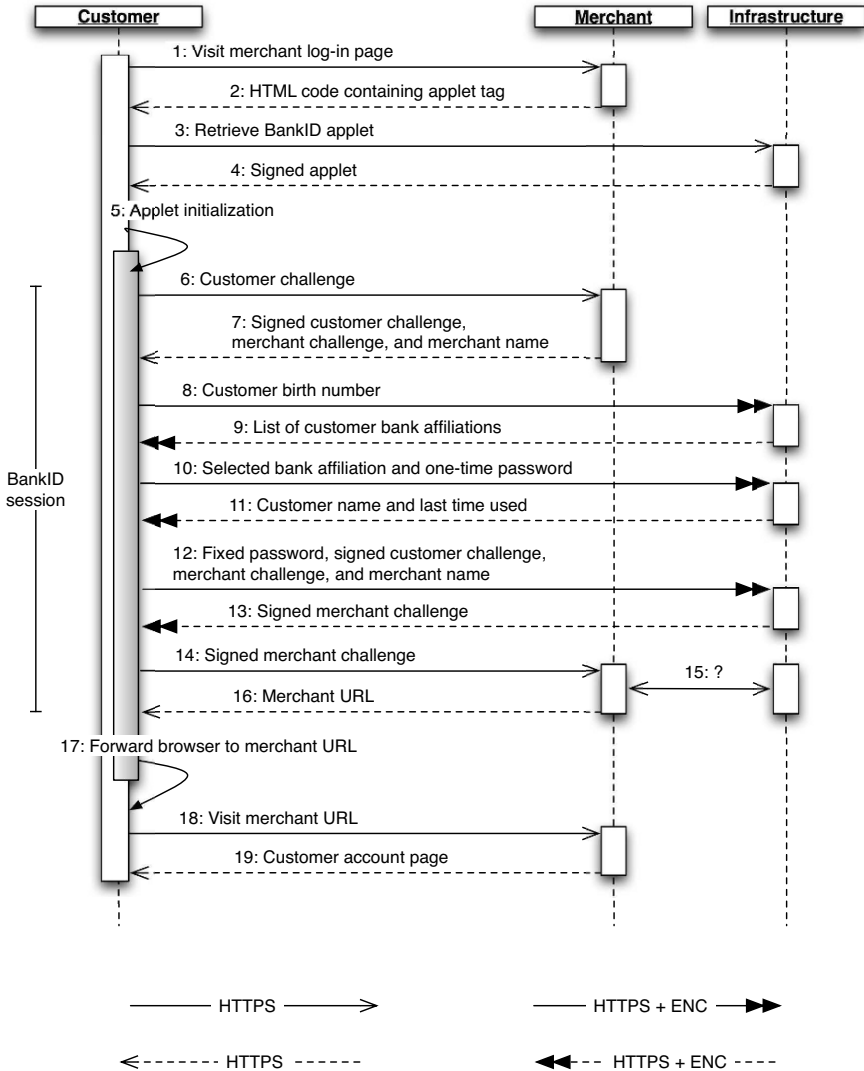 Customer
Merchant
Infrastructure
1: Visit merchant log-in page
2: HTML code containing applet tag
3: Retrieve BankID applet
4: Signed applet
5: Applet initialization
6: Customer challenge
7: Signed customer challenge,
merchant challenge, and merchant name
8: Customer birth number
9: List of customer bank affiliations
10: Selected bank affiliation and one-time password
BankID
session
11: Customer name and last time used
12: Fixed password, signed customer challenge,
merchant challenge, and merchant name
13: Signed merchant challenge
14: Signed merchant challenge
15: ?
16: Merchant URL
17: Forward browser to merchant URL
18: Visit merchant URL
19: Customer account page
HTTPS
HTTPS + ENC
HTTPS
HTTPS + ENC